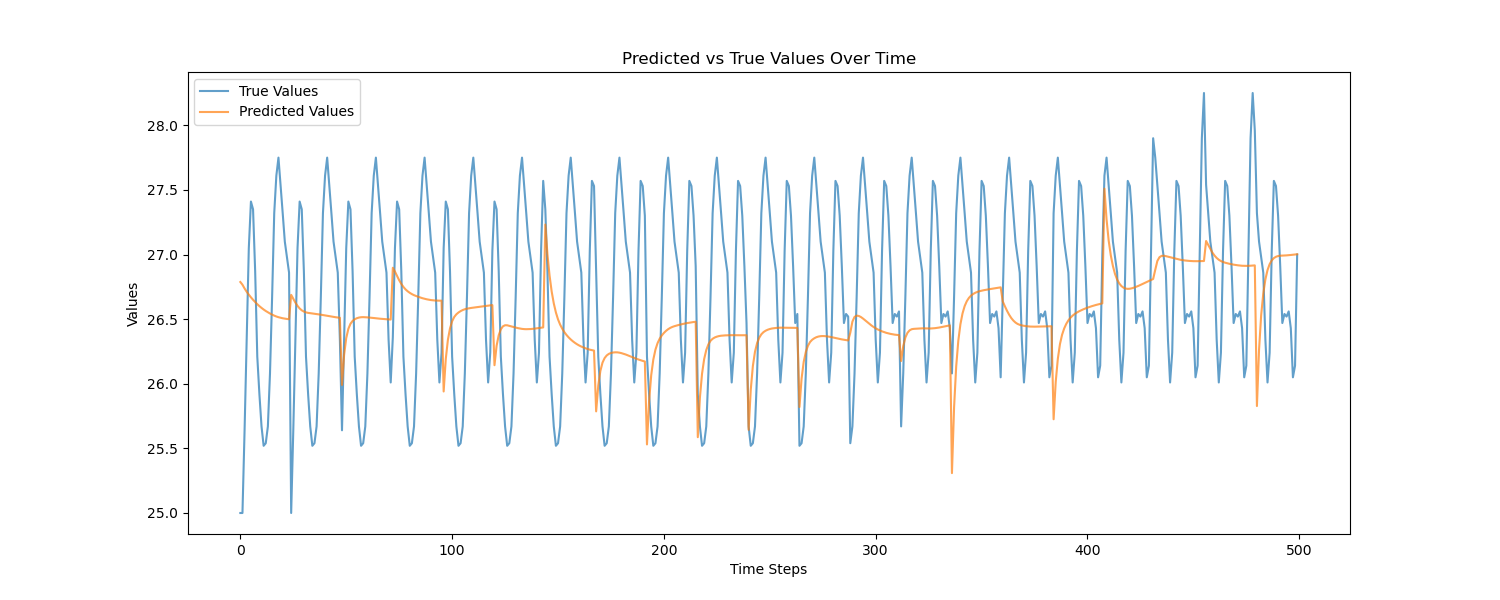 Predicted vs True Values Over Time
True Values
Predicted Values
Values
28.0
27.5
27.0
26.5
26.0
25.5
25.0
0
100
200
300
400
500
Time Steps